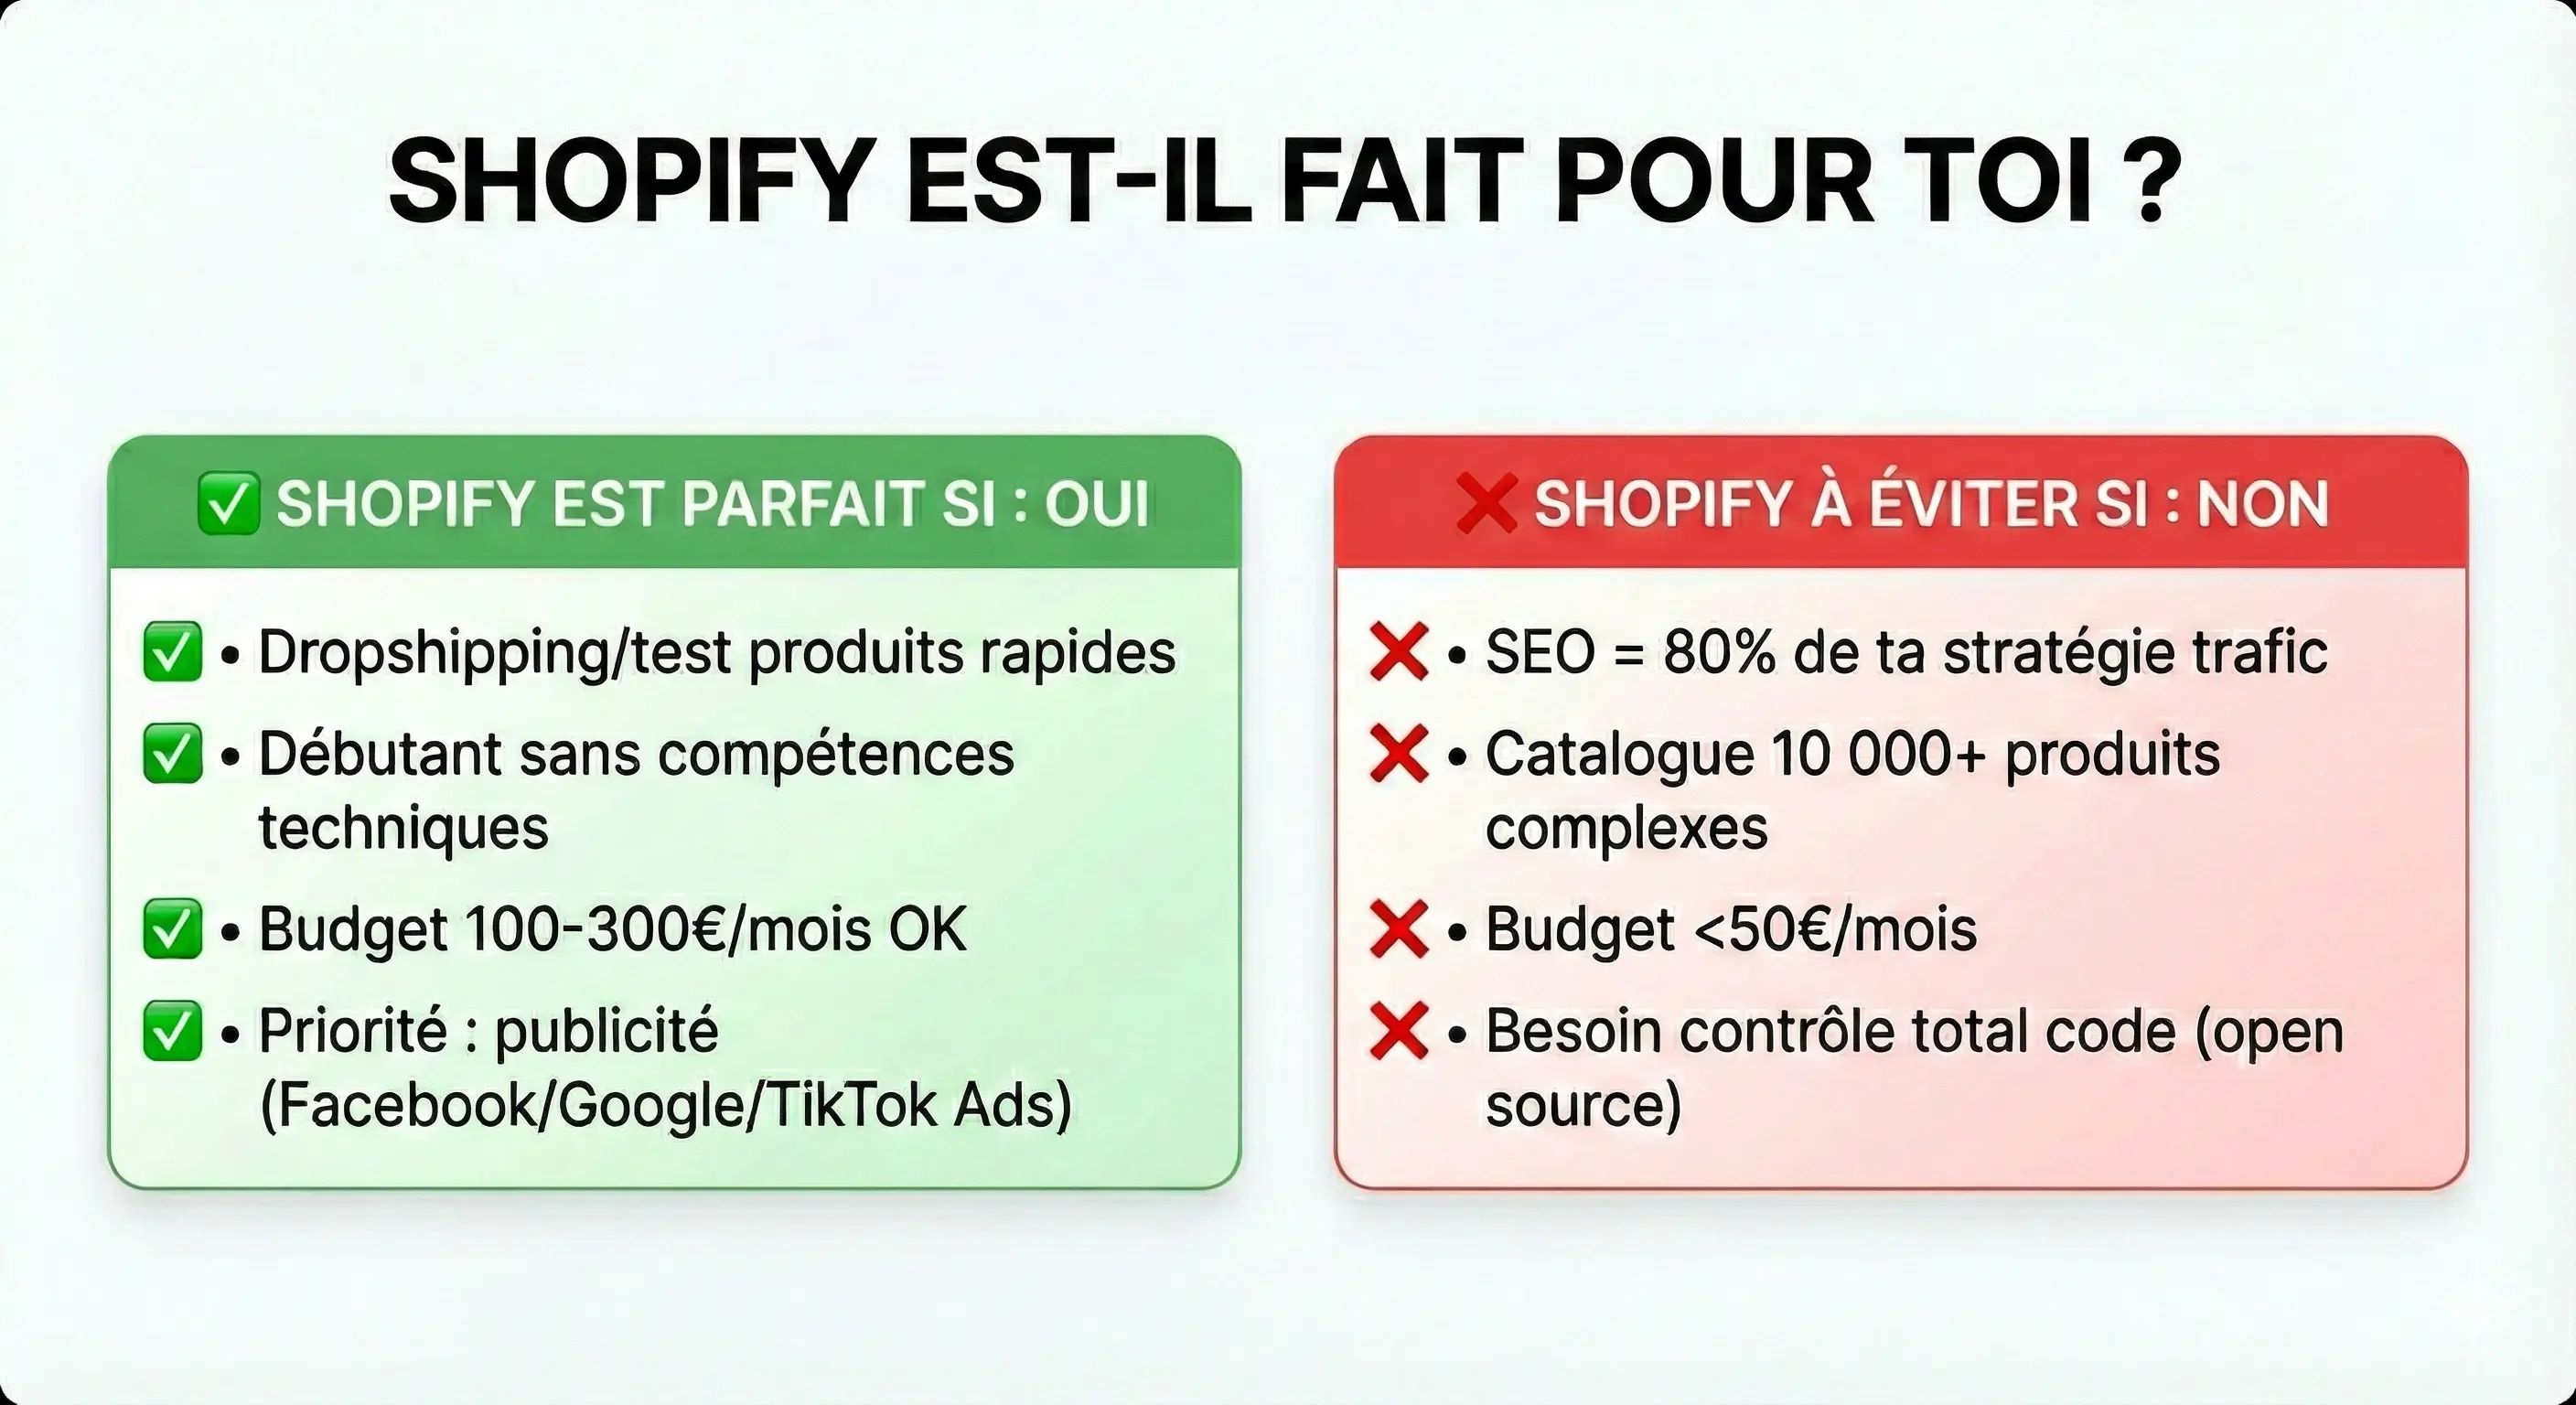 SHOPIFY EST-IL FAIT POUR TOI ?
✅ SHOPIFY EST PARFAIT SI : OUI
✅ • Dropshipping/test produits rapides
✅ • Débutant sans compétences
techniques
✅ • Budget 100-300€/mois OK
✅ • Priorité : publicité
(Facebook/Google/TikTok Ads)
❌ SHOPIFY À ÉVITER SI : NON
❌ • SEO = 80% de ta stratégie trafic
❌ • Catalogue 10 000+ produits
complexes
❌ • Budget <50€/mois
❌ • Besoin contrôle total code (open
source)